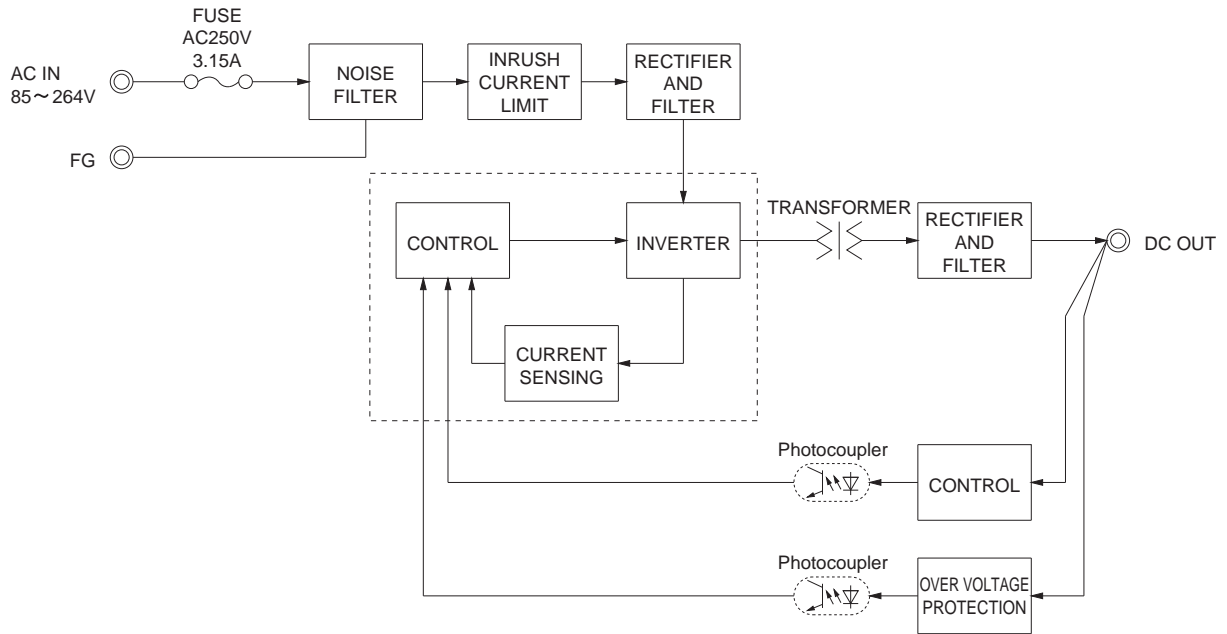 FUSE
AC250V
3.15A
AC IN
85～264V
NOISE
FILTER
INRUSH
CURRENT
LIMIT
RECTIFIER
AND
FILTER
FG
CONTROL
INVERTER
TRANSFORMER
RECTIFIER
AND
FILTER
DC OUT
CURRENT
SENSING
Photocoupler
CONTROL
Photocoupler
OVER VOLTAGE
PROTECTION